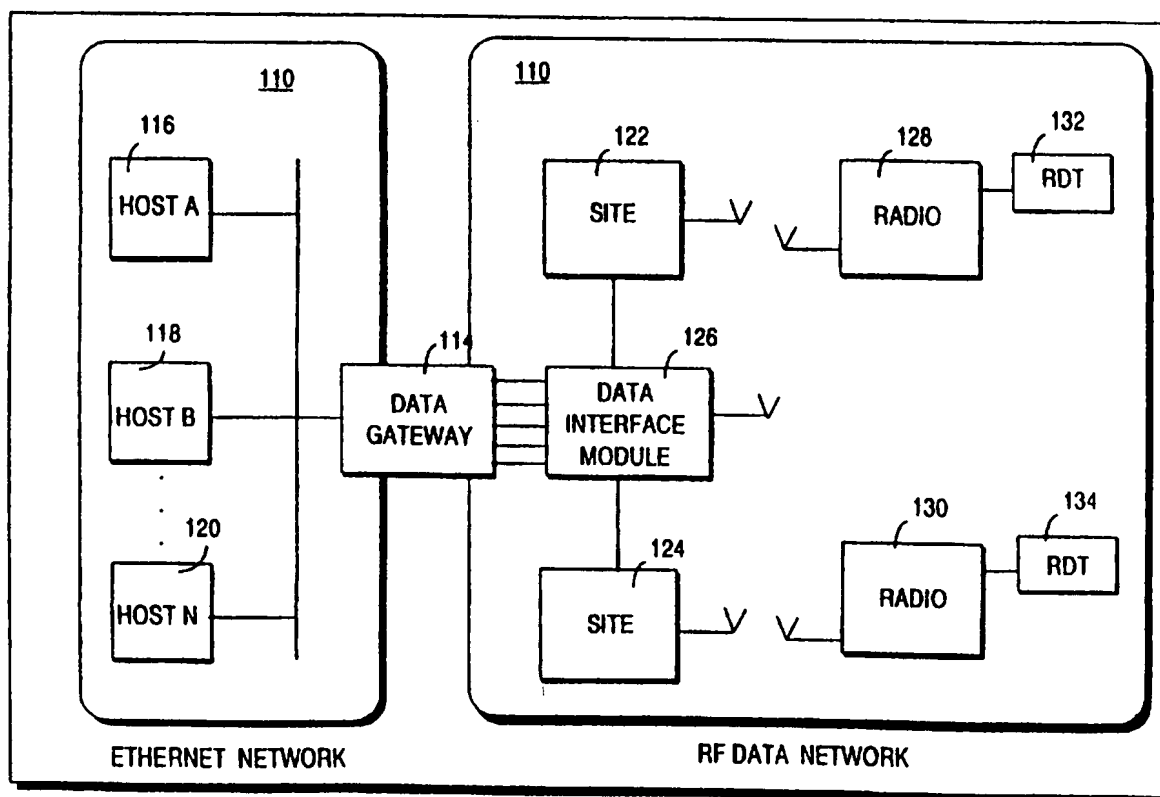 110
116
HOST A
118
HOST B
120
HOST N
114
DATA
GATEWAY
110
122
SITE
126
DATA
INTERFACE
MODULE
124
SITE
128
RADIO
132
RDT
130
RADIO
134
RDT
ETHERNET NETWORK
RF DATA NETWORK